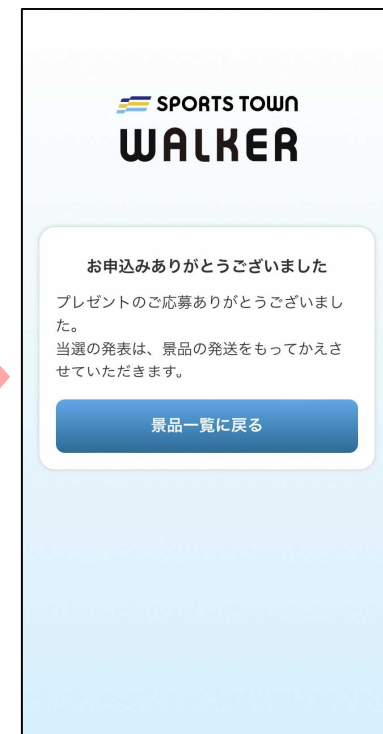 SPORTS TOWN
WALKER
お申込みありがとうございました
プレゼントのご応募ありがとうございまし
た。
当選の発表は、景品の発送をもってかえさ
せていただきます。
景品一覧に戻る